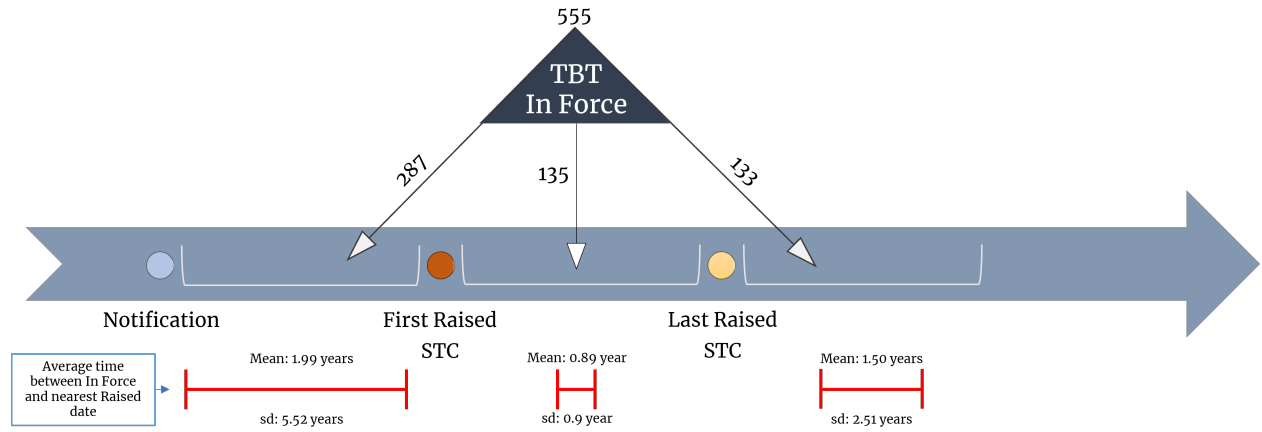 555
TBT
In Force
287
135
133
Notification
First Raised
STC
Last Raised
STC
Average time
between In Force
and nearest Raised
date
Mean: 1.99 years
sd: 5.52 years
Mean: 0.89 year
sd: 0.9 year
Mean: 1.50 years
sd: 2.51 years